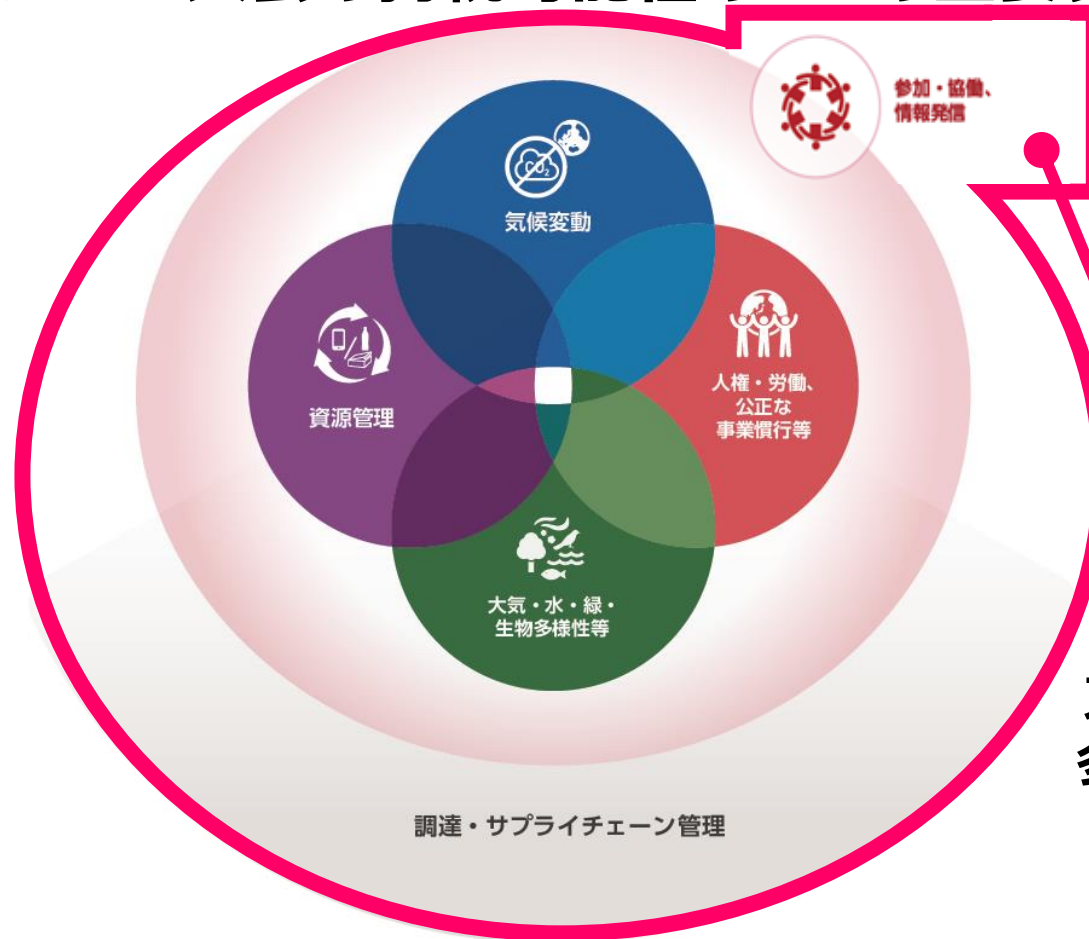 参加・協働、
情報発信
CO₂
気候変動
資源管理
人権・労働、
公正な
事業慣行等
大気・水・緑・
生物多様性等
調達・サプライチェーン管理